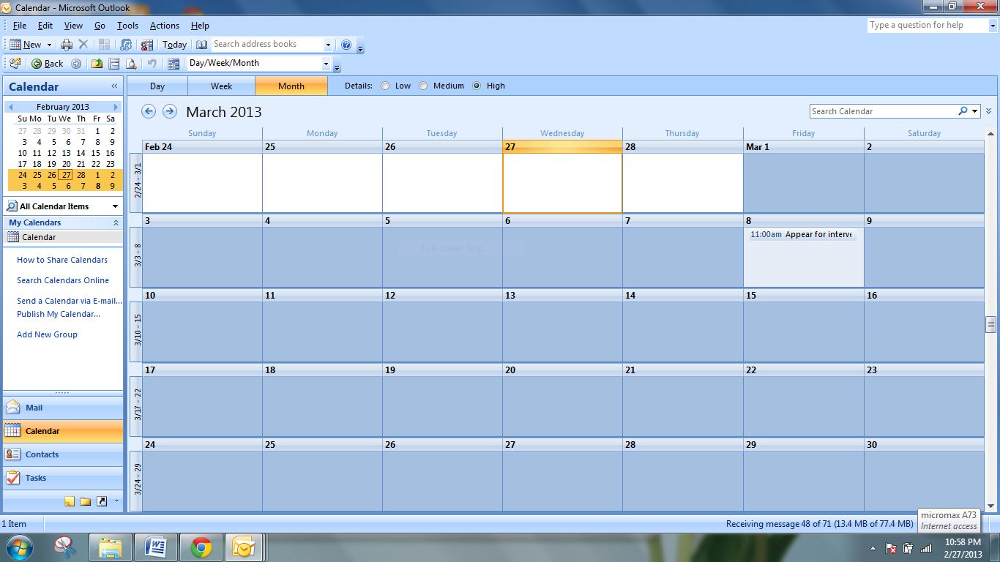 Calendar - Microsoft Outlook
File Edit View Go Tools Actions Help
Type a question for help
New Today Search address books
Back Day/Week/Month
Calendar «
February 2013
Su Mo Tu We Th Fr Sa
27 28 29 30 31 1 2
3 4 5 6 7 8 9
10 11 12 13 14 15 16
17 18 19 20 21 22 23
24 25 26 27 28 1 2
3 4 5 6 7 8 9
All Calendar Items
My Calendars
Calendar
How to Share Calendars
Search Calendars Online
Send a Calendar via E-mail...
Publish My Calendar...
Add New Group
Mail
Calendar
Contacts
Tasks
Day Week Month Details: Low Medium High
March 2013
Search Calendar
Sunday Monday Tuesday Wednesday Thursday Friday Saturday
2/24 - 3/1
Feb 24 25 26 27 28 Mar 1 2
3/3 - 8
3 4 5 6 7 8 9
11:00am Appear for interve
Full-screen Snip
3/10 - 15
10 11 12 13 14 15 16
3/17 - 22
17 18 19 20 21 22 23
3/24 - 29
24 25 26 27 28 29 30
1 Item
Receiving message 48 of 71 (13.4 MB of 77.4 MB)
micromax A73
Internet access
10:58 PM
2/27/2013